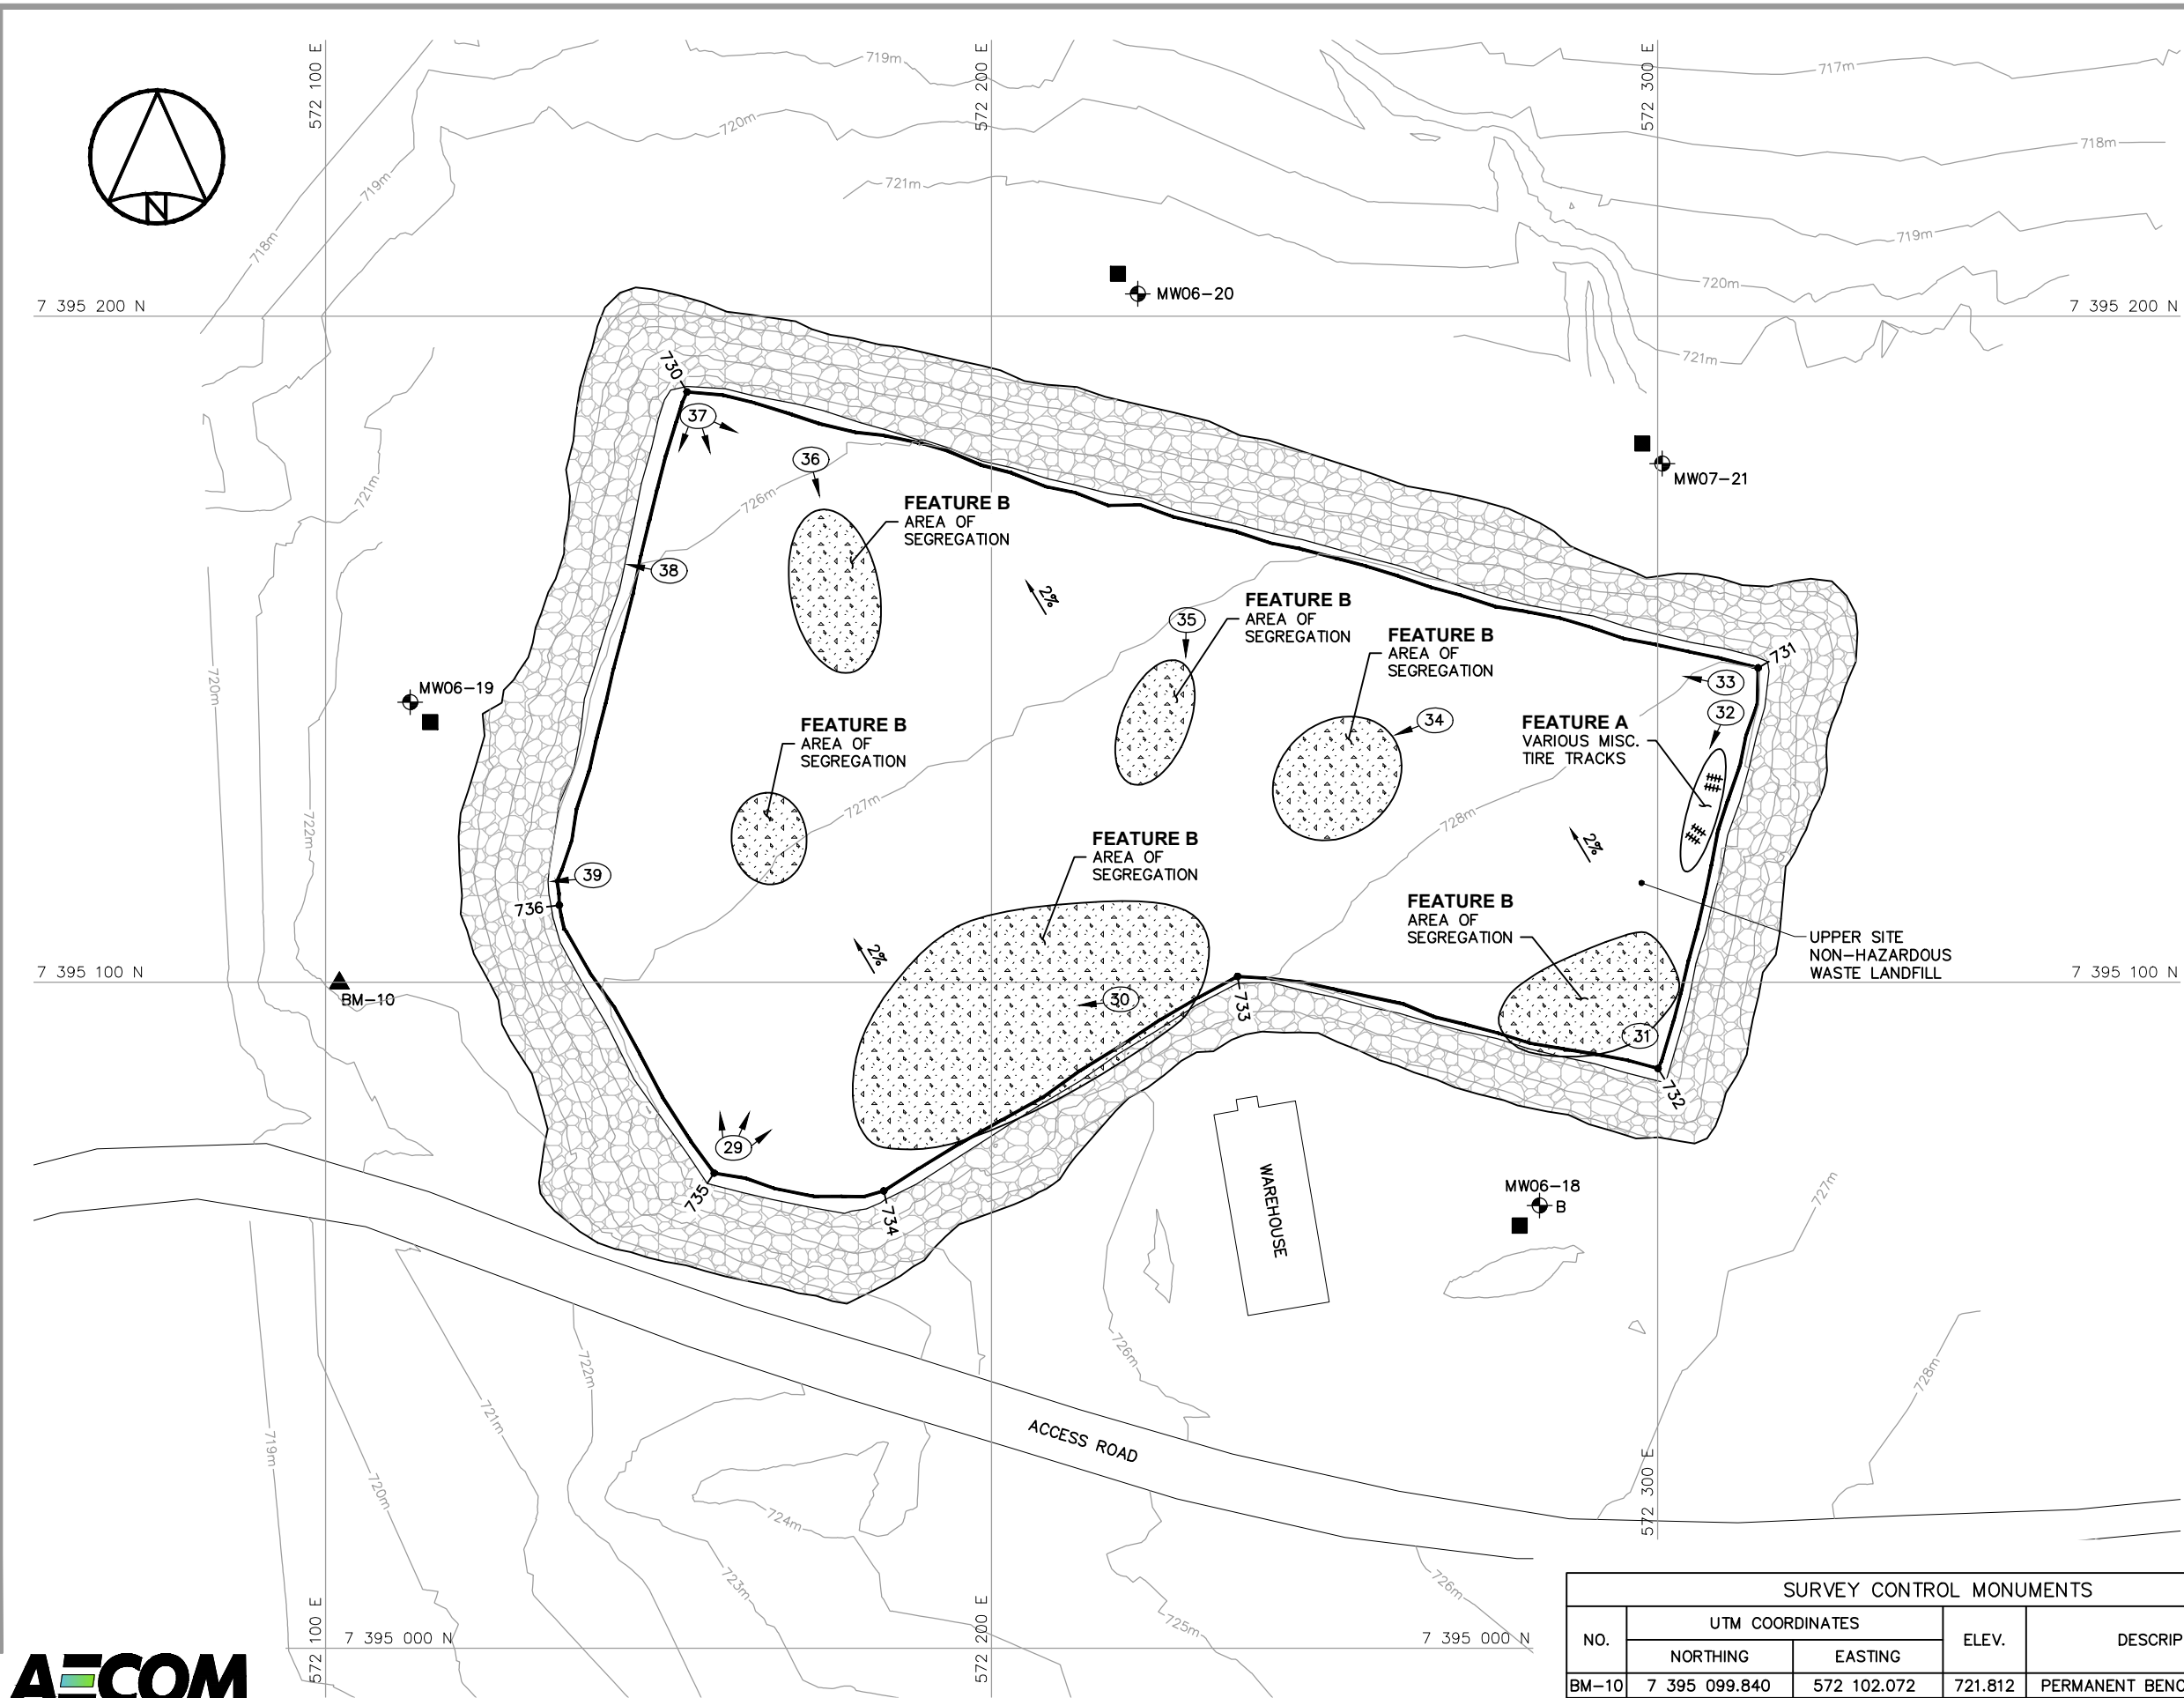 572 100 E
572 200 E
572 300 E
719m
717m
720m
718m
719m
721m
718m
719m
720m
MW06-20
7 395 200 N
7 395 200 N
721m
730
37
MW07-21
36
721m
726m
FEATURE B
AREA OF
SEGREGATION
38
2%
FEATURE B
AREA OF
SEGREGATION
35
FEATURE B
AREA OF
SEGREGATION
731
33
720m
MW06-19
32
34
FEATURE A
VARIOUS MISC.
TIRE TRACKS
FEATURE B
AREA OF
SEGREGATION
727m
728m
722m
2%
FEATURE B
AREA OF
SEGREGATION
39
736
FEATURE B
AREA OF
SEGREGATION
UPPER SITE
NON-HAZARDOUS
WASTE LANDFILL
2%
7 395 100 N
7 395 100 N
BM-10
30
733
31
732
29
735
734
WAREHOUSE
MW06-18
B
727m
726m
722m
728m
721m
ACCESS ROAD
719m
720m
724m
572 300 E
723m
726m
725m
572 100 E
7 395 000 N
572 200 E
7 395 000 N
AECOM
SURVEY CONTROL MONUMENTS
NO.
UTM COORDINATES
ELEV.
DESCRIP
NORTHING
EASTING
BM-10
7 395 099.840
572 102.072
721.812
PERMANENT BENC